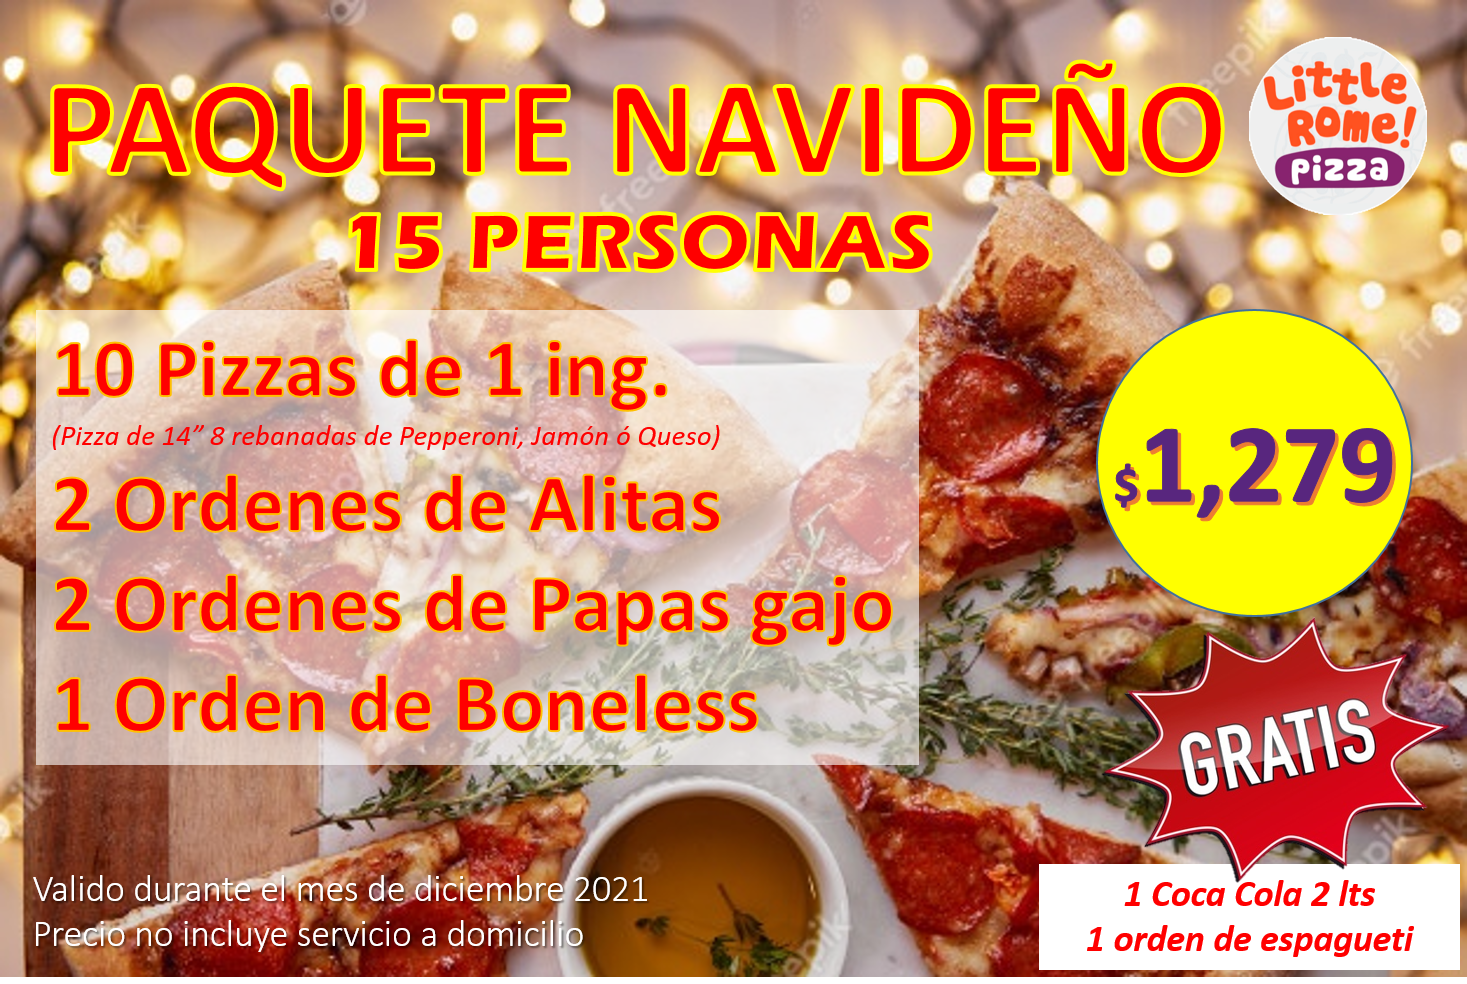 PAQUETE NAVIDEÑO
Little
Rome!
Pizza
15 PERSONAS
10 Pizzas de 1 ing.
(Pizza de 14” 8 rebanadas de Pepperoni, Jamón ó Queso)
2 Ordenes de Alitas
2 Ordenes de Papas gajo
1 Orden de Boneless
$1,279
GRATIS
1 Coca Cola 2 lts
1 orden de espagueti
Valido durante el mes de diciembre 2021
Precio no incluye servicio a domicilio
freepik